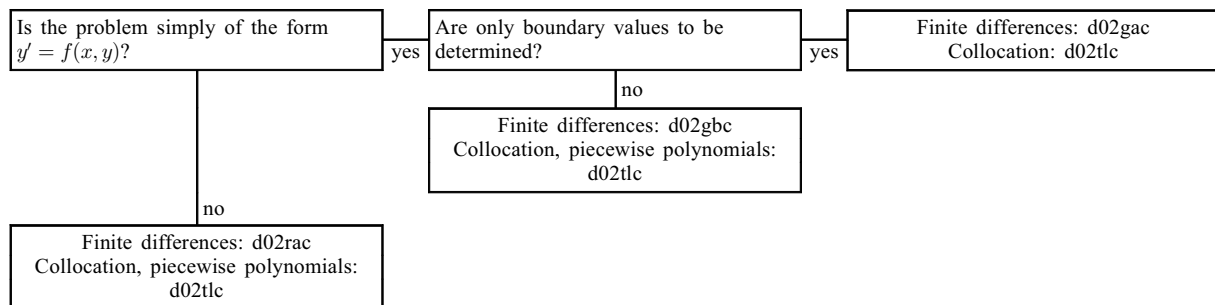 Is the problem simply of the form
y′ = f(x, y)?
yes
Are only boundary values to be
determined?
yes
Finite differences: d02gac
Collocation: d02tlc
no
Finite differences: d02gbc
Collocation, piecewise polynomials:
d02tlc
no
Finite differences: d02rac
Collocation, piecewise polynomials:
d02tlc